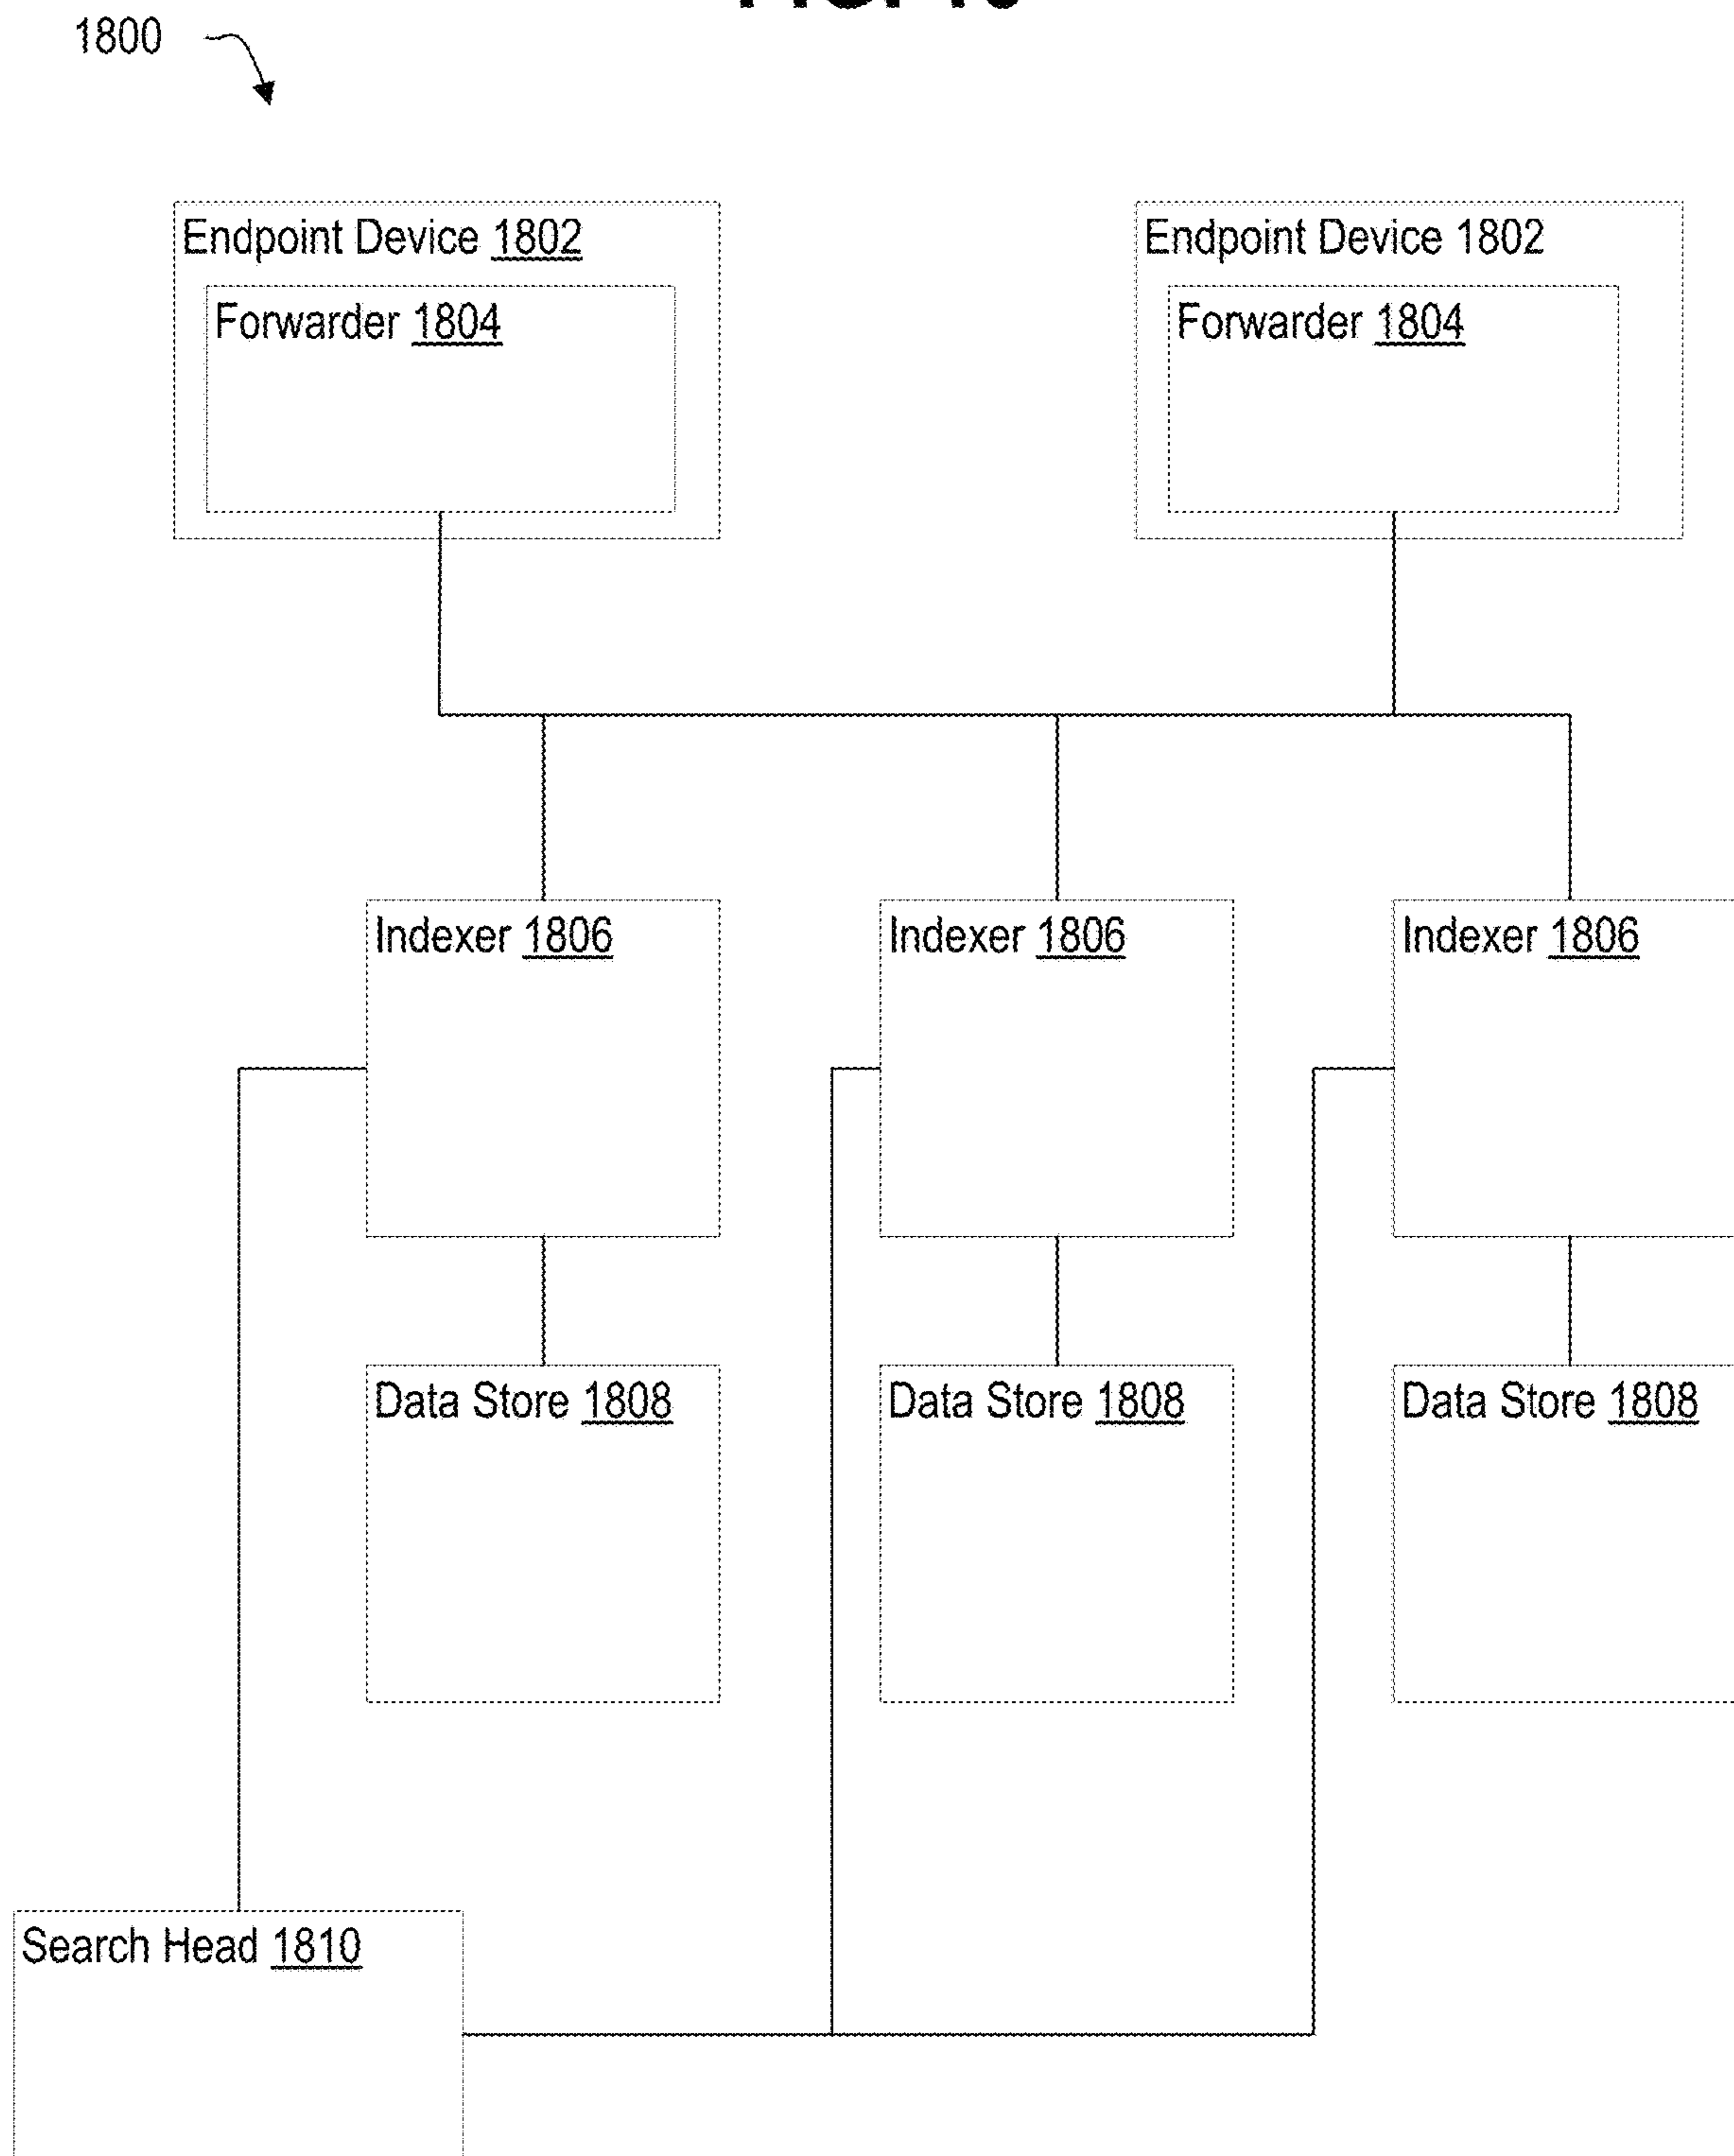 1800
Endpoint Device 1802
Endpoint Device 1802
Forwarder 1804
Forwarder 1804
Indexer 1806
Indexer 1806
Indexer 1806
Data Store 1808
Data Store 1808
Data Store 1808
Search Head 1810